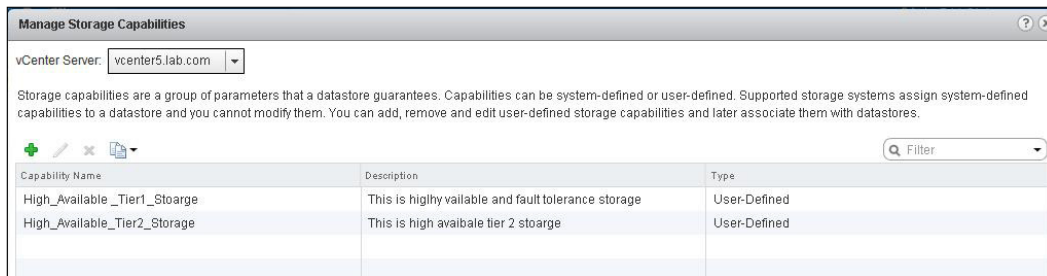 Manage Storage Capabilities
vCenter Server: vcenter5.lab.com
Storage capabilities are a group of parameters that a datastore guarantees. Capabilities can be system-defined or user-defined. Supported storage systems assign system-defined
capabilities to a datastore and you cannot modify them. You can add, remove and edit user-defined storage capabilities and later associate them with datastores.
Filter
Capability Name Description Type
High_Available _Tier1_Stoarge This is higlhy vailable and fault tolerance storage User-Defined
High_Available_Tier2_Storage This is high avaibale tier 2 stoarge User-Defined